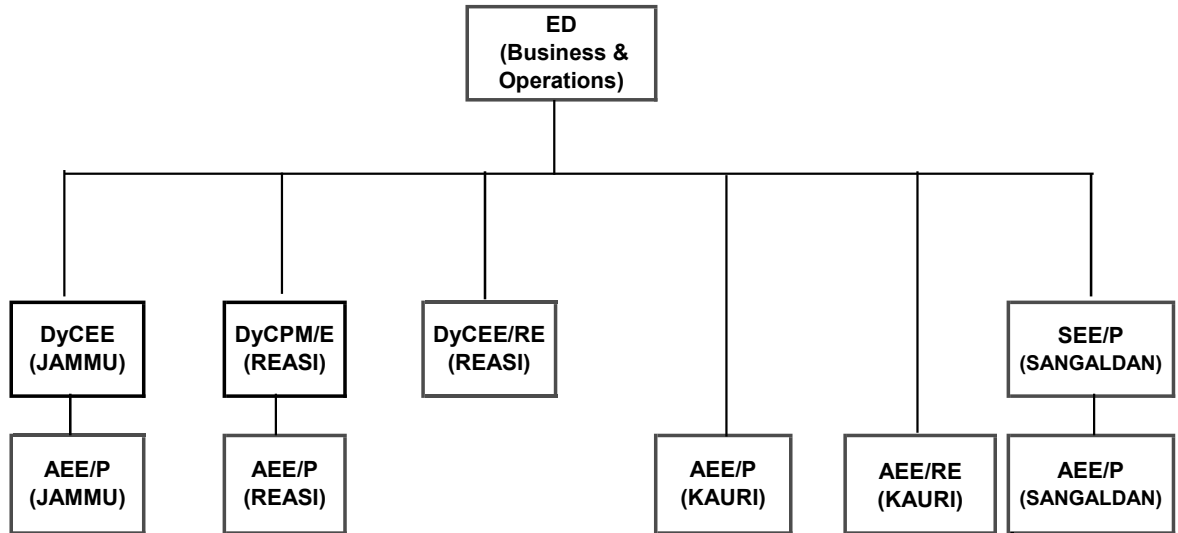 ED
(Business &
Operations)
DyCEE
(JAMMU)
DyCPM/E
(REASI)
DyCEE/RE
(REASI)
SEE/P
(SANGALDAN)
AEE/P
(JAMMU)
AEE/P
(REASI)
AEE/P
(KAURI)
AEE/RE
(KAURI)
AEE/P
(SANGALDAN)